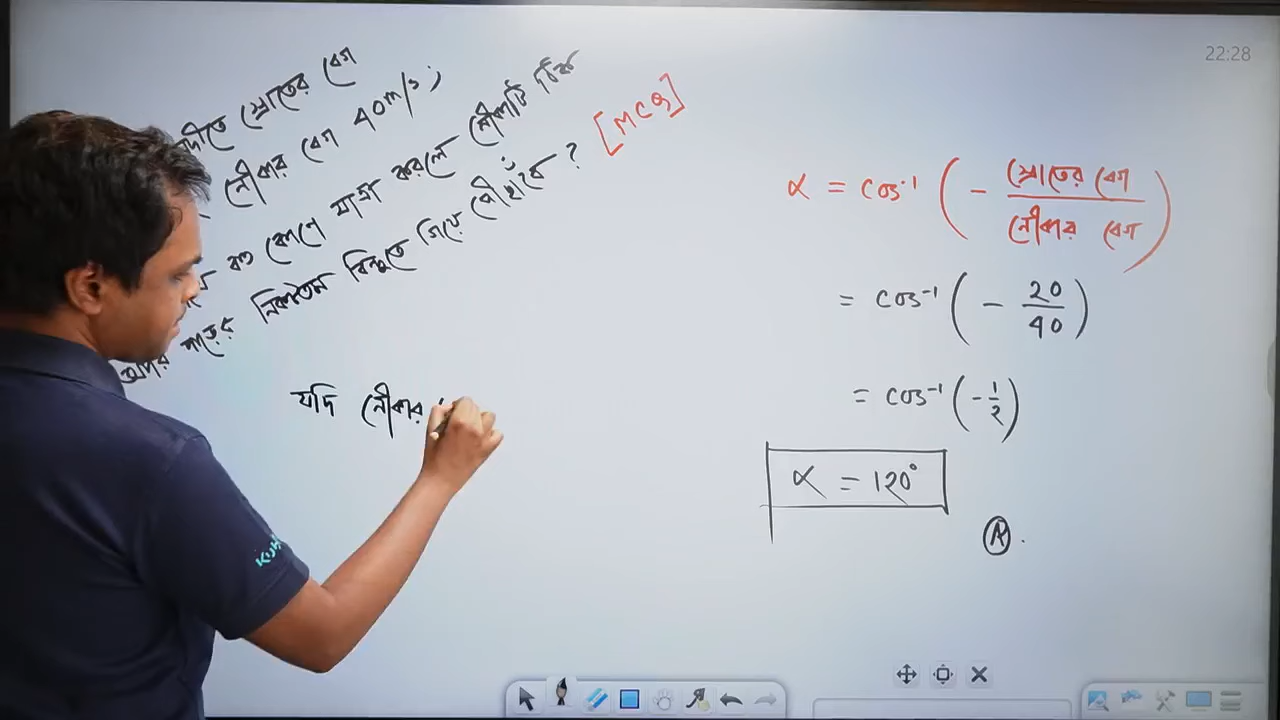 22:28
নদীতে স্রোতের বেগ
নৌকার বেগ 40m/s;
কত কোণে যাত্রা করলে নৌকাটি ঠিক
অপর পাড়ের নিকটতম বিন্দুতে গিয়ে পৌঁছাবে? [MCQ]
যদি নৌকার
α = cos⁻¹ (- স্রোতের বেগ / নৌকার বেগ)
= cos⁻¹ (- 20/40)
= cos⁻¹ (-1/2)
α = 120°